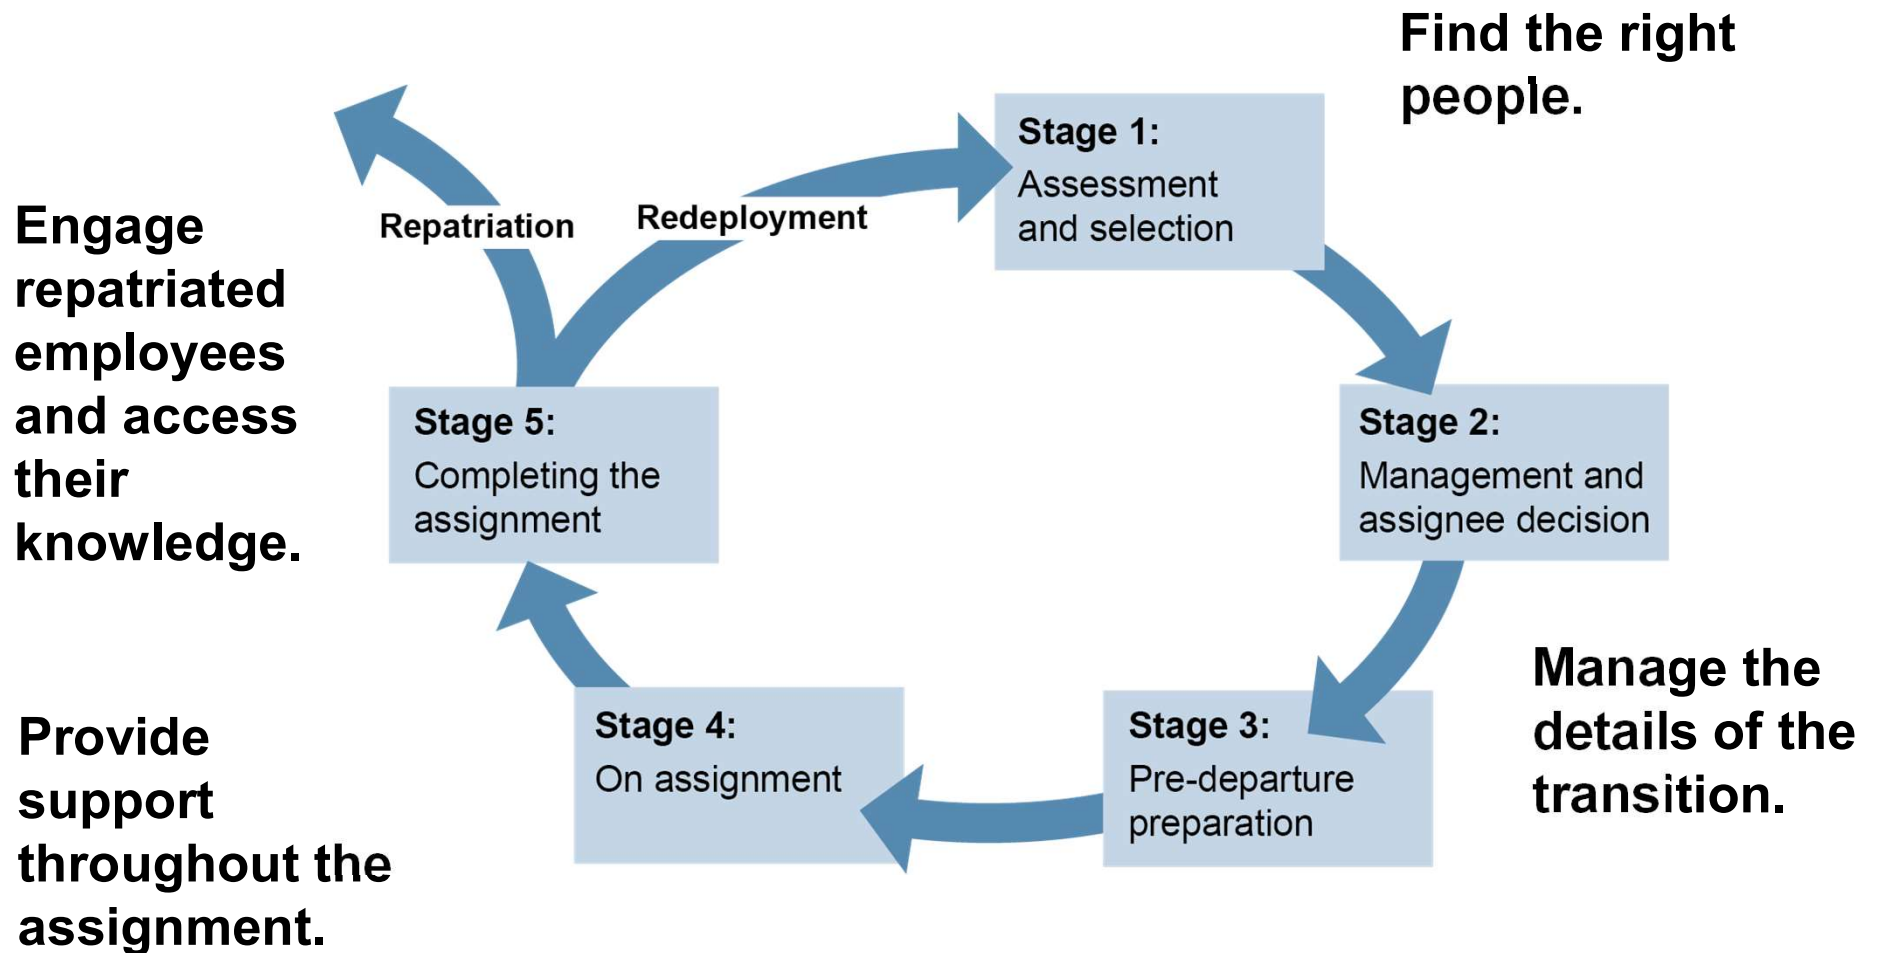 Find the right
people.
Stage 1:
Assessment
and selection
Repatriation
Redeployment
Engage
repatriated
employees
and access
their
knowledge.
Stage 5:
Completing the
assignment
Stage 2:
Management and
assignee decision
Manage the
details of the
transition.
Stage 4:
On assignment
Stage 3:
Pre-departure
preparation
Provide
support
throughout the
assignment.